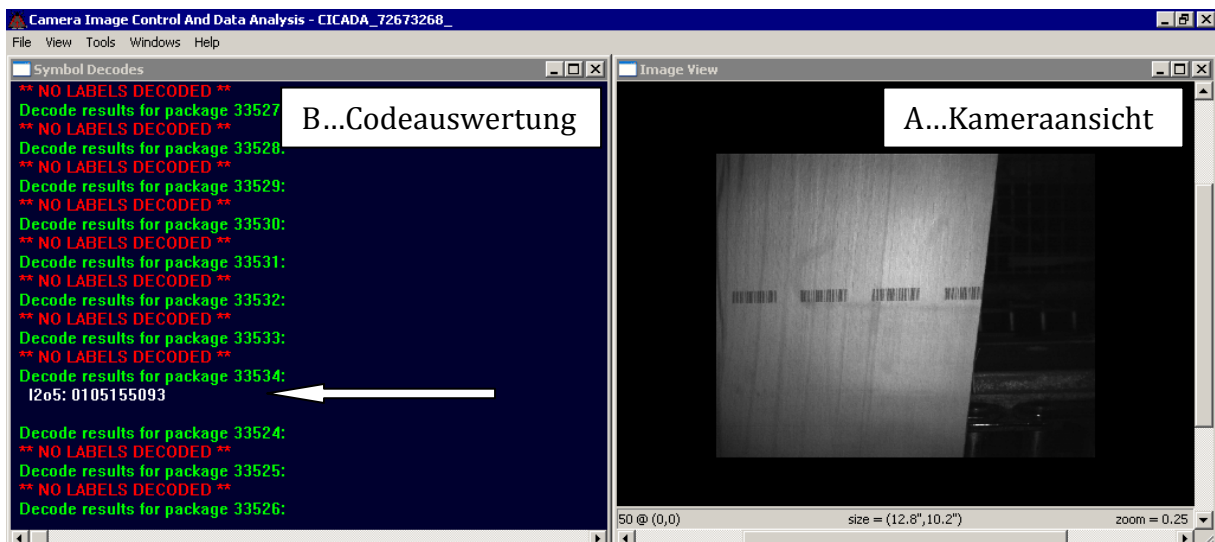 Camera Image Control And Data Analysis - CICADA_72673268_
File View Tools Windows Help
Symbol Decodes
** NO LABELS DECODED **
Decode results for package 33527
** NO LABELS DECODED **
Decode results for package 33528:
** NO LABELS DECODED **
Decode results for package 33529:
** NO LABELS DECODED **
Decode results for package 33530:
** NO LABELS DECODED **
Decode results for package 33531:
** NO LABELS DECODED **
Decode results for package 33532:
** NO LABELS DECODED **
Decode results for package 33533:
** NO LABELS DECODED **
Decode results for package 33534:
I2o5: 0105155093
Decode results for package 33524:
** NO LABELS DECODED **
Decode results for package 33525:
** NO LABELS DECODED **
Decode results for package 33526:
B...Codeauswertung
Image View
A...Kameraansicht
50 @ (0,0) size = (12.8",10.2") zoom = 0.25